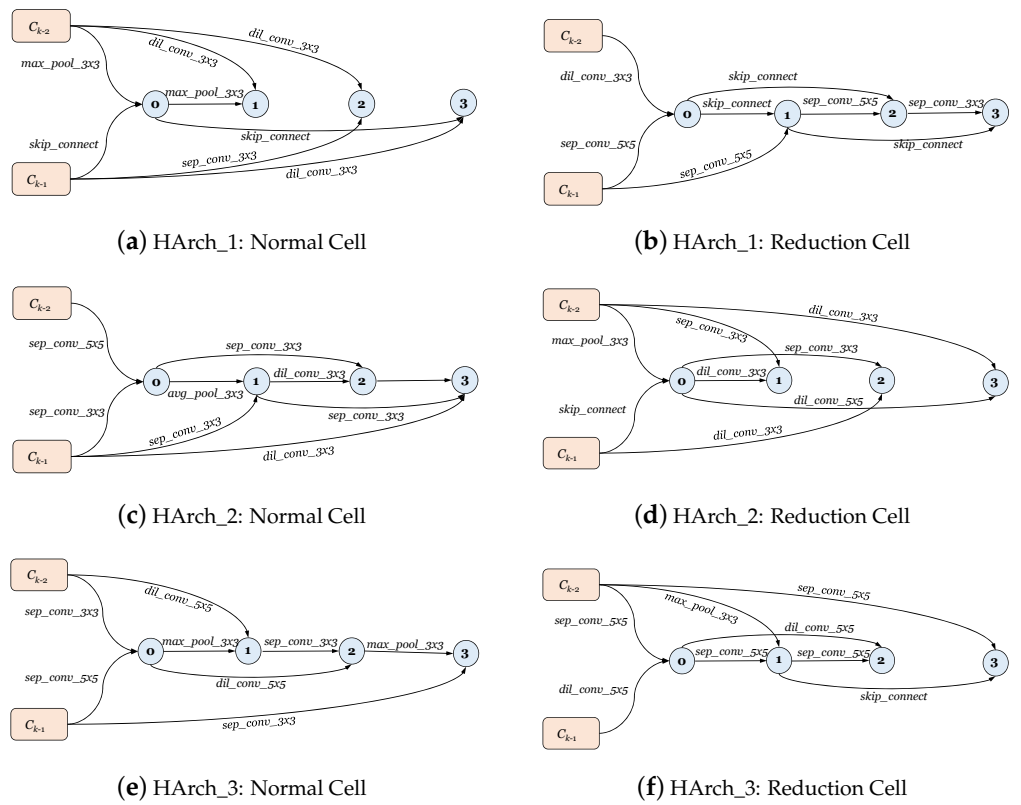 C_{k-2}
dil_conv_3x3
dil_conv_3x3
max_pool_3x3
max_pool_3x3
0
1
2
3
skip_connect
skip_connect
sep_conv_3x3
dil_conv_3x3
C_{k-1}
(a) HArch_1: Normal Cell
C_{k-2}
dil_conv_3x3
skip_connect
skip_connect
sep_conv_5x5
sep_conv_3x3
0
1
2
3
sep_conv_5x5
sep_conv_5x5
skip_connect
C_{k-1}
(b) HArch_1: Reduction Cell
C_{k-2}
sep_conv_5x5
sep_conv_3x3
dil_conv_3x3
0
1
2
3
avg_pool_3x3
sep_conv_3x3
sep_conv_3x3
sep_conv_3x3
dil_conv_3x3
C_{k-1}
(c) HArch_2: Normal Cell
C_{k-2}
dil_conv_3x3
sep_conv_3x3
max_pool_3x3
sep_conv_3x3
dil_conv_3x3
0
1
2
3
dil_conv_5x5
skip_connect
dil_conv_3x3
C_{k-1}
(d) HArch_2: Reduction Cell
C_{k-2}
dil_conv_5x5
sep_conv_3x3
max_pool_3x3
sep_conv_3x3
max_pool_3x3
0
1
2
3
sep_conv_5x5
dil_conv_5x5
sep_conv_3x3
C_{k-1}
(e) HArch_3: Normal Cell
C_{k-2}
sep_conv_5x5
max_pool_3x3
sep_conv_5x5
dil_conv_5x5
sep_conv_5x5
sep_conv_5x5
0
1
2
3
dil_conv_5x5
skip_connect
C_{k-1}
(f) HArch_3: Reduction Cell